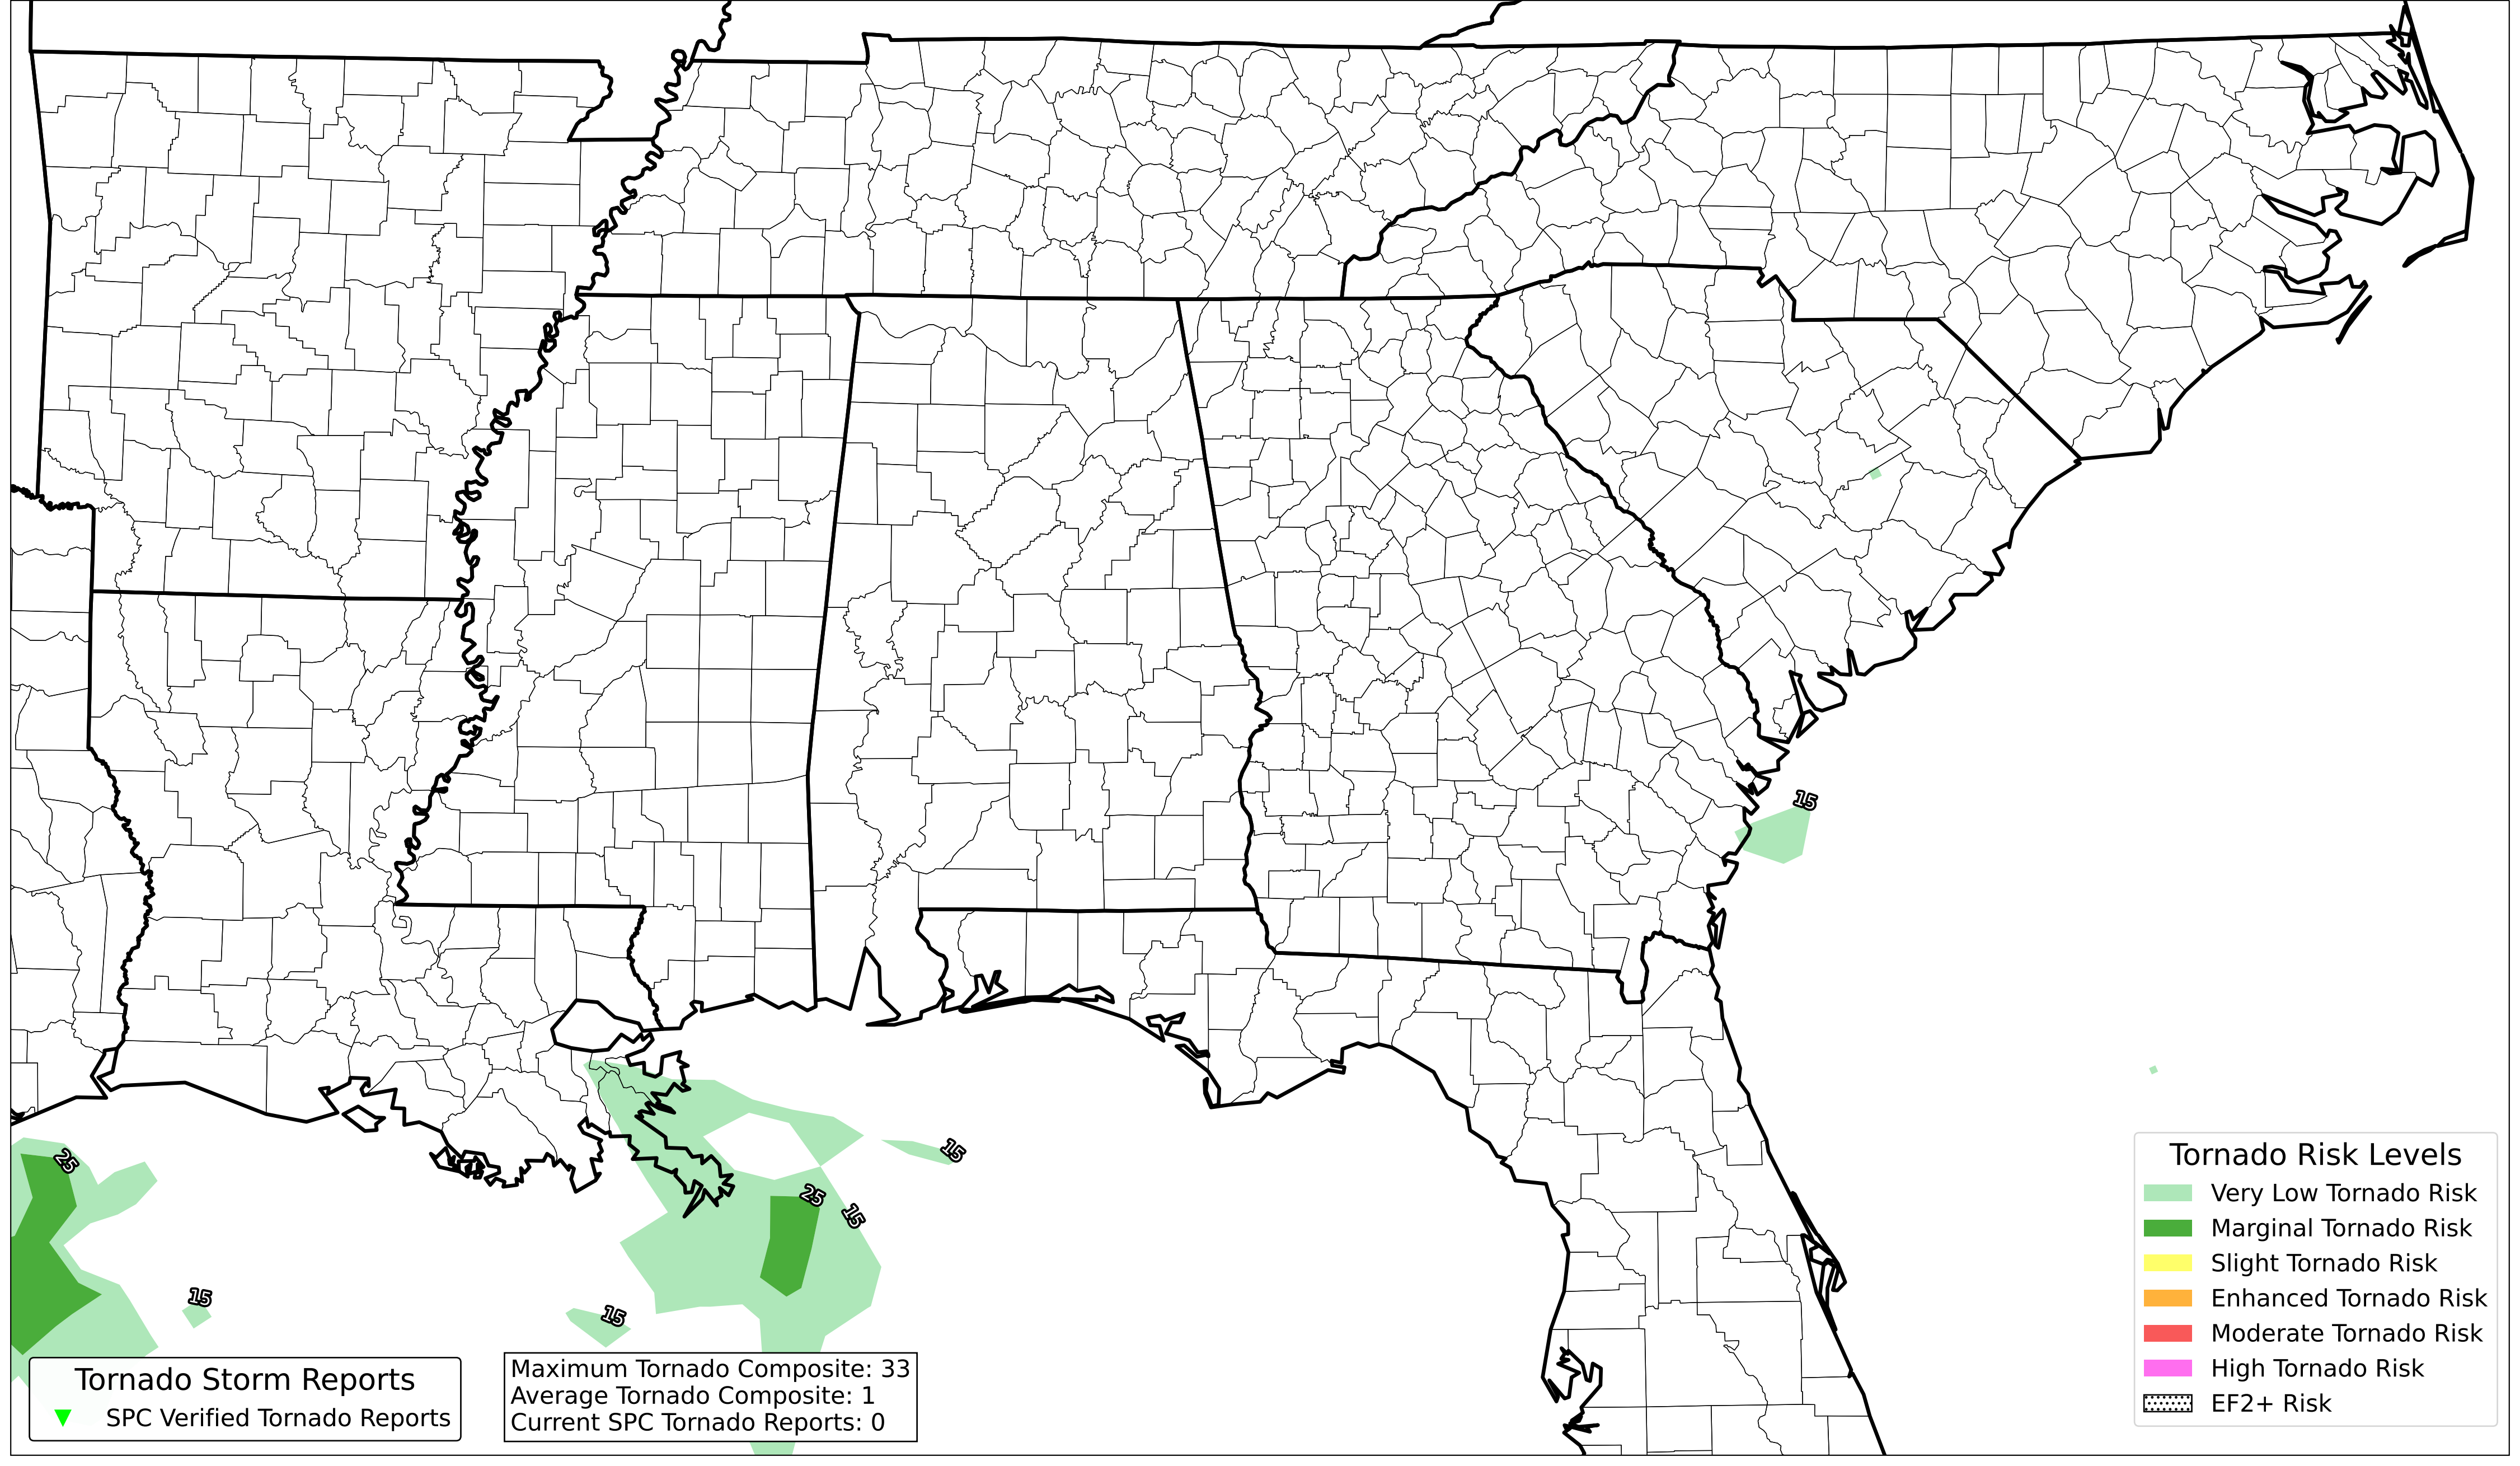 15
15
25
25
15
15
15
Tornado Risk Levels
Very Low Tornado Risk
Marginal Tornado Risk
Slight Tornado Risk
Enhanced Tornado Risk
Moderate Tornado Risk
High Tornado Risk
EF2+ Risk
Tornado Storm Reports
SPC Verified Tornado Reports
Maximum Tornado Composite: 33
Average Tornado Composite: 1
Current SPC Tornado Reports: 0